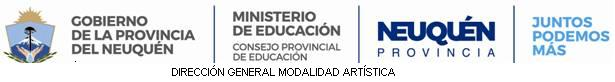 GOBIERNO
DE LA PROVINCIA
DEL NEUQUÉN
MINISTERIO
DE EDUCACIÓN
CONSEJO PROVINCIAL
DE EDUCACIÓN
NEUQUÉN
PROVINCIA
JUNTOS
PODEMOS
MÁS
DIRECCIÓN GENERAL MODALIDAD ARTÍSTICA